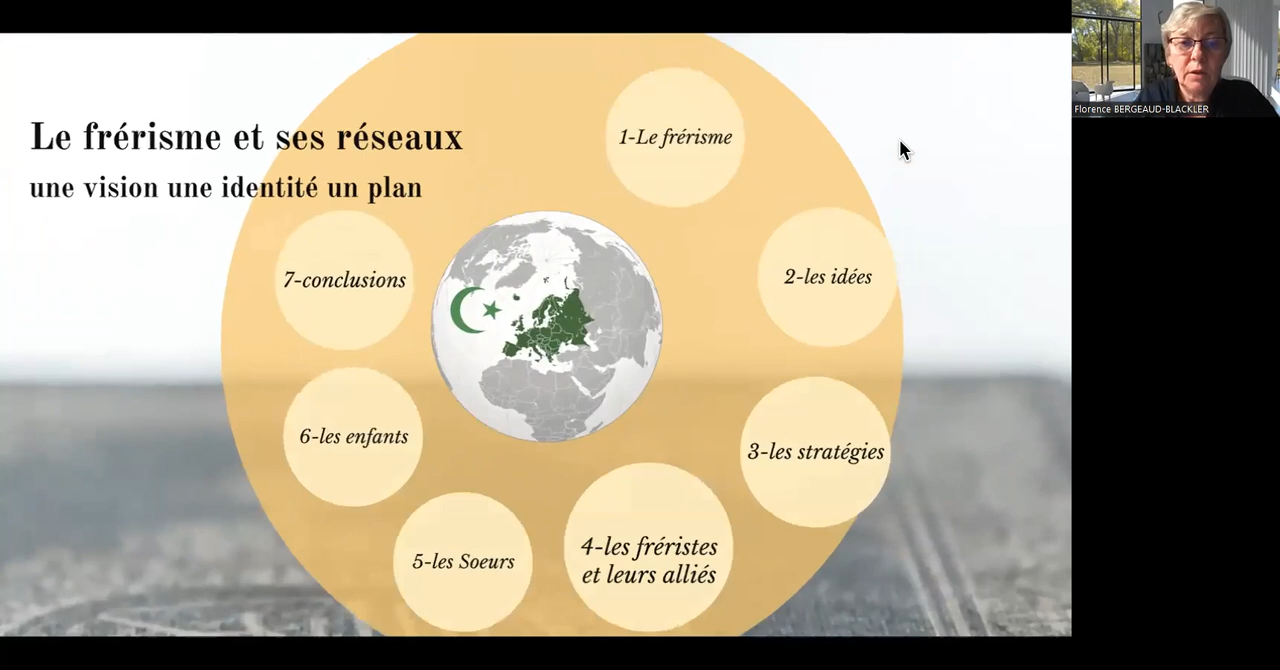 Le frérisme et ses réseaux
une vision une identité un plan
1-Le frérisme
2-les idées
3-les stratégies
4-les fréristes
et leurs alliés
5-les Soeurs
6-les enfants
7-conclusions
Florence BERGEAUD-BLACKLER